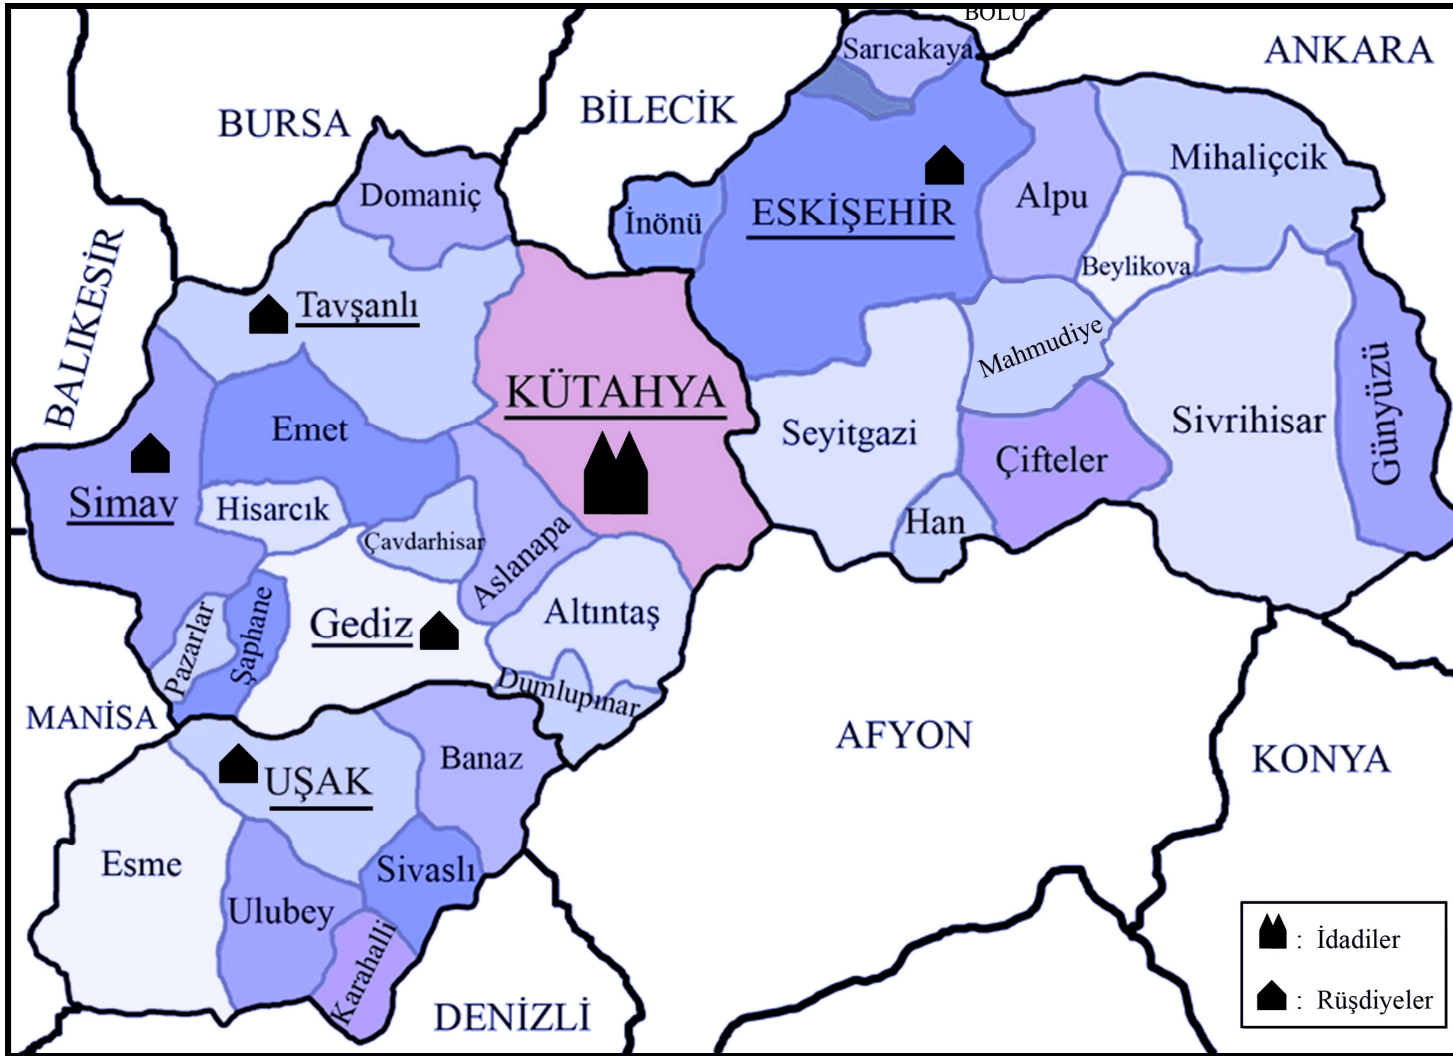 BOLU
Sarıcakaya
ANKARA
BİLECİK
BURSA
Mihaliççik
Domaniç
Alpu
ESKİŞEHİR
İnönü
Beylikova
BALIKESİR
Tavşanlı
Mahmudiye
KÜTAHYA
Günyüzü
Sivrihisar
Emet
Seyitgazi
Çifteler
Simav
Hisarcık
Han
Çavdarhisar
Aslanapa
Altıntaş
Gediz
Şaphane
Pazarlar
Dumlupınar
MANİSA
AFYON
KONYA
Banaz
UŞAK
Esme
Sivaslı
Ulubey
Karahalli
DENİZLİ
: İdadiler
: Rüşdiyeler